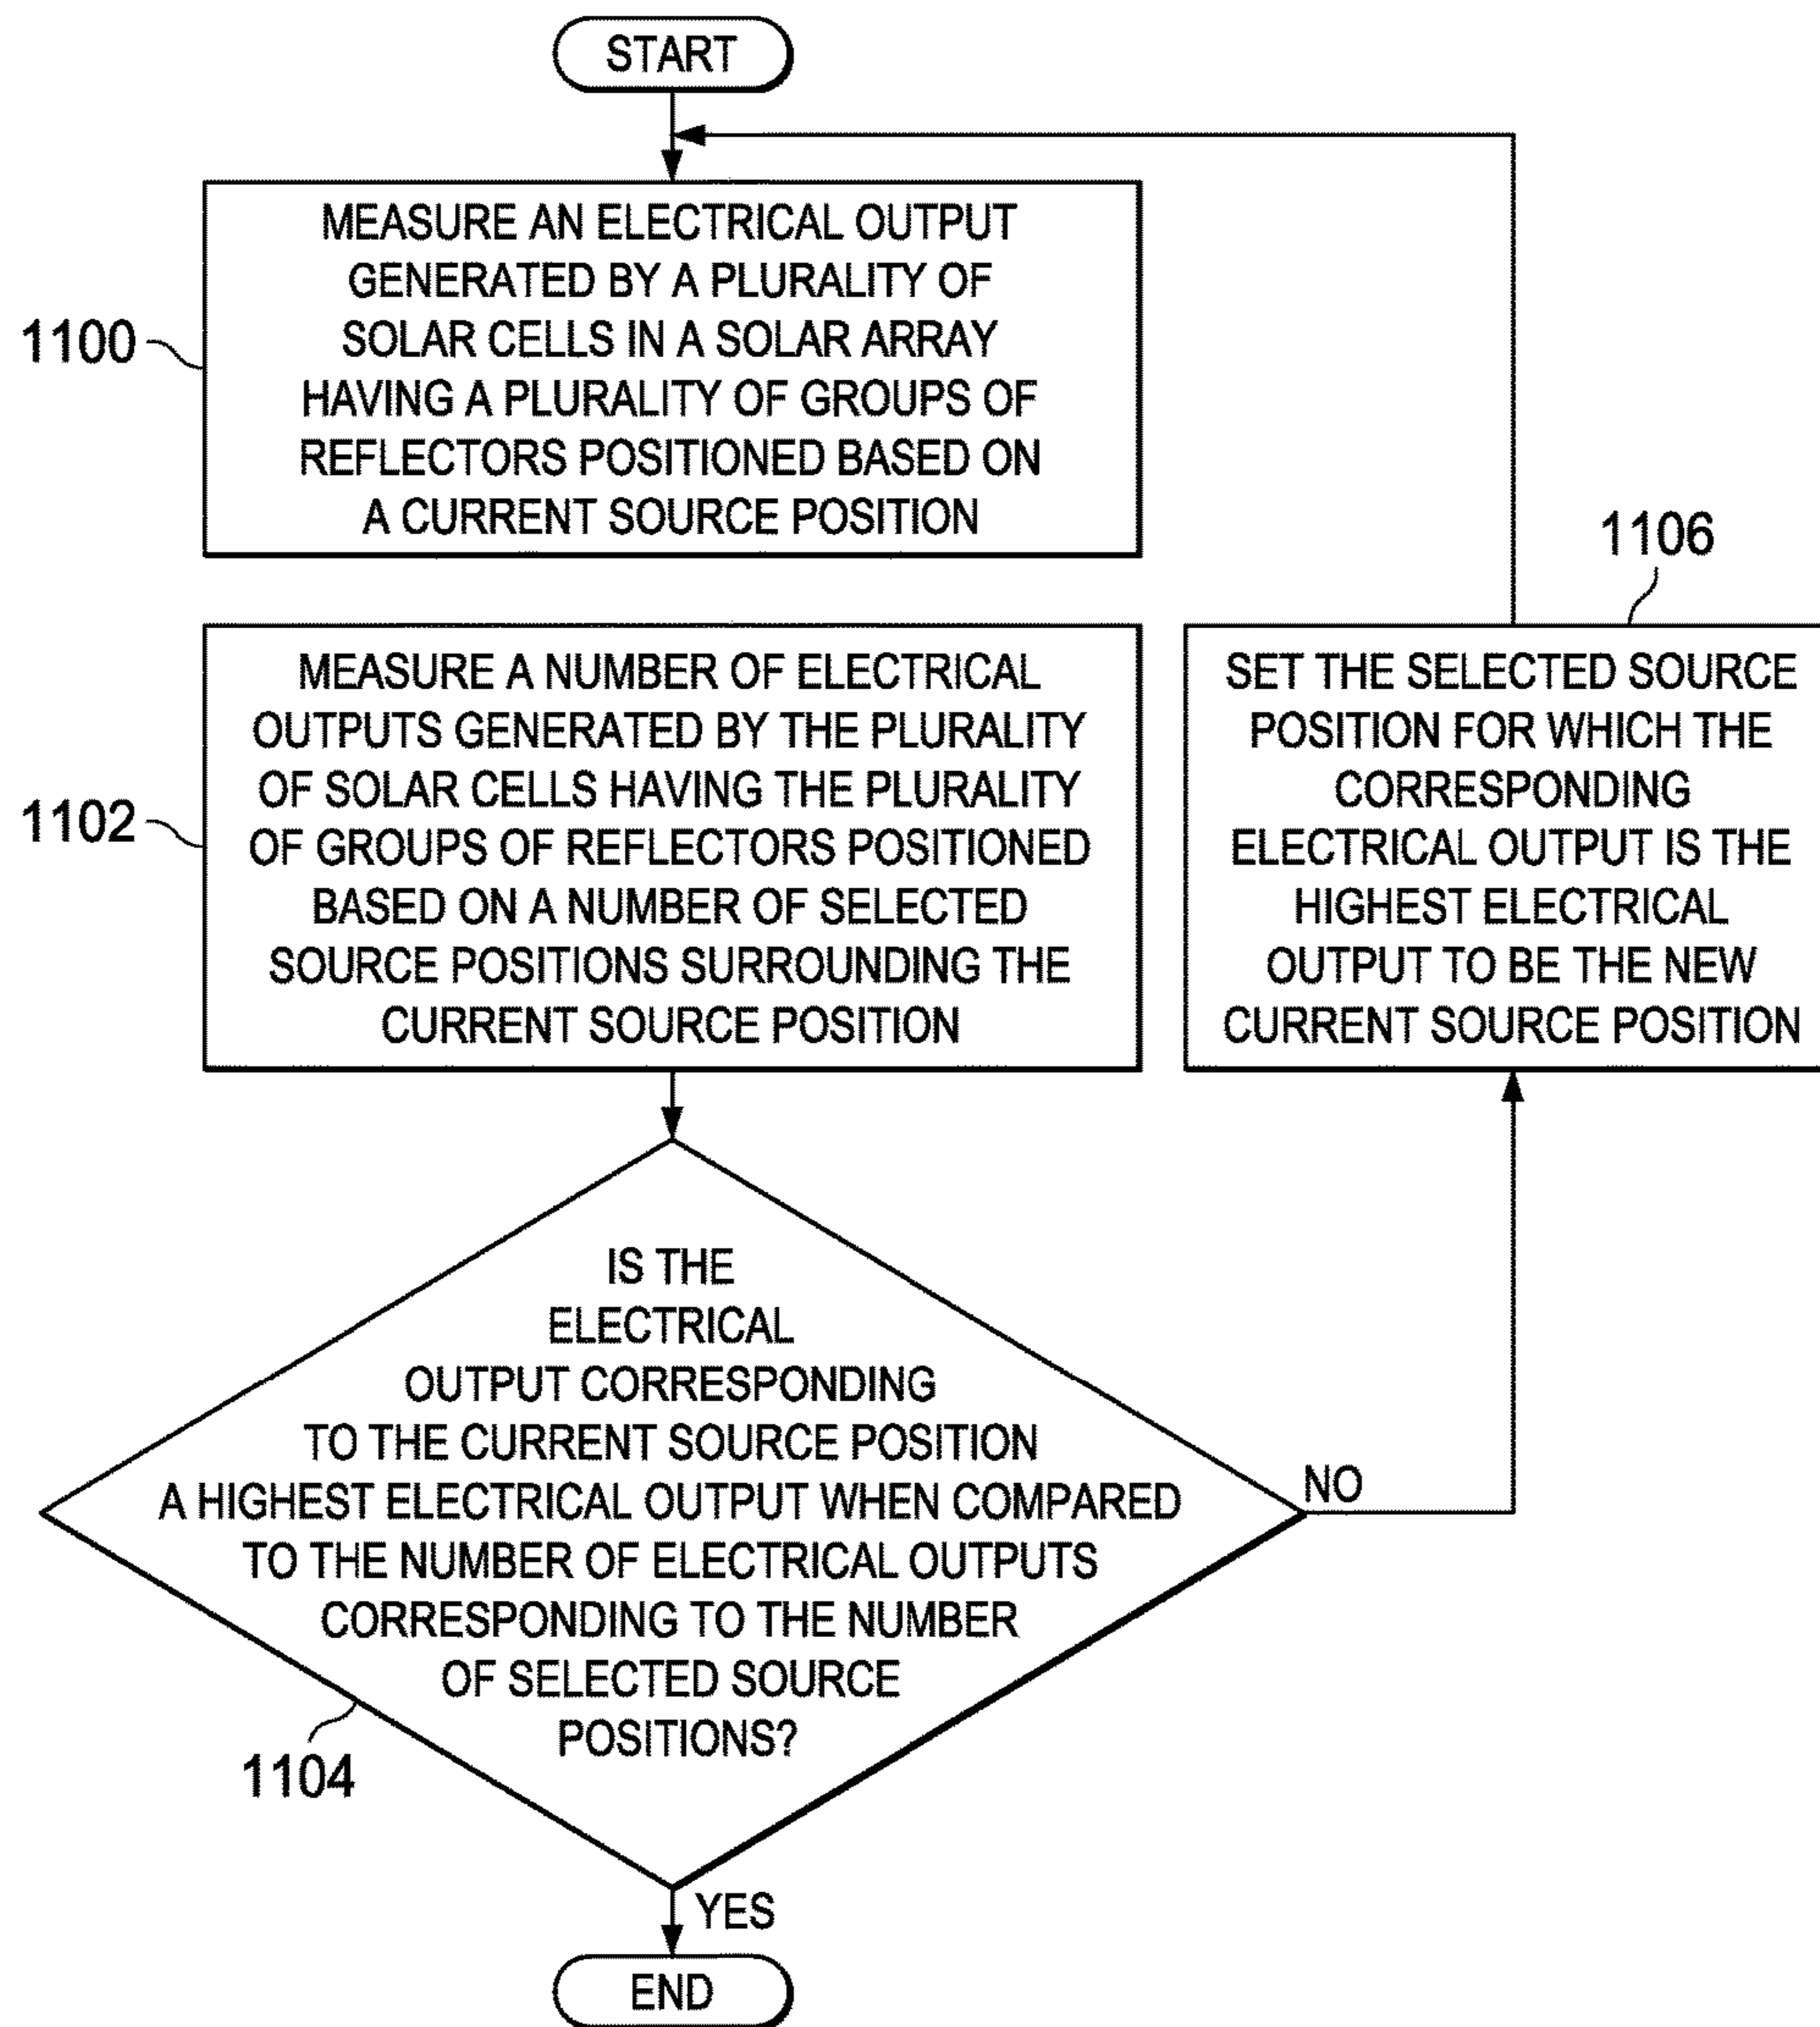 START
MEASURE AN ELECTRICAL OUTPUT
GENERATED BY A PLURALITY OF
SOLAR CELLS IN A SOLAR ARRAY
HAVING A PLURALITY OF GROUPS OF
REFLECTORS POSITIONED BASED ON
A CURRENT SOURCE POSITION
1100
MEASURE A NUMBER OF ELECTRICAL
OUTPUTS GENERATED BY THE PLURALITY
OF SOLAR CELLS HAVING THE PLURALITY
OF GROUPS OF REFLECTORS POSITIONED
BASED ON A NUMBER OF SELECTED
SOURCE POSITIONS SURROUNDING THE
CURRENT SOURCE POSITION
1102
IS THE
ELECTRICAL
OUTPUT CORRESPONDING
TO THE CURRENT SOURCE POSITION
A HIGHEST ELECTRICAL OUTPUT WHEN COMPARED
TO THE NUMBER OF ELECTRICAL OUTPUTS
CORRESPONDING TO THE NUMBER
OF SELECTED SOURCE
POSITIONS?
1104
NO
1106
SET THE SELECTED SOURCE
POSITION FOR WHICH THE
CORRESPONDING
ELECTRICAL OUTPUT IS THE
HIGHEST ELECTRICAL
OUTPUT TO BE THE NEW
CURRENT SOURCE POSITION
YES
END